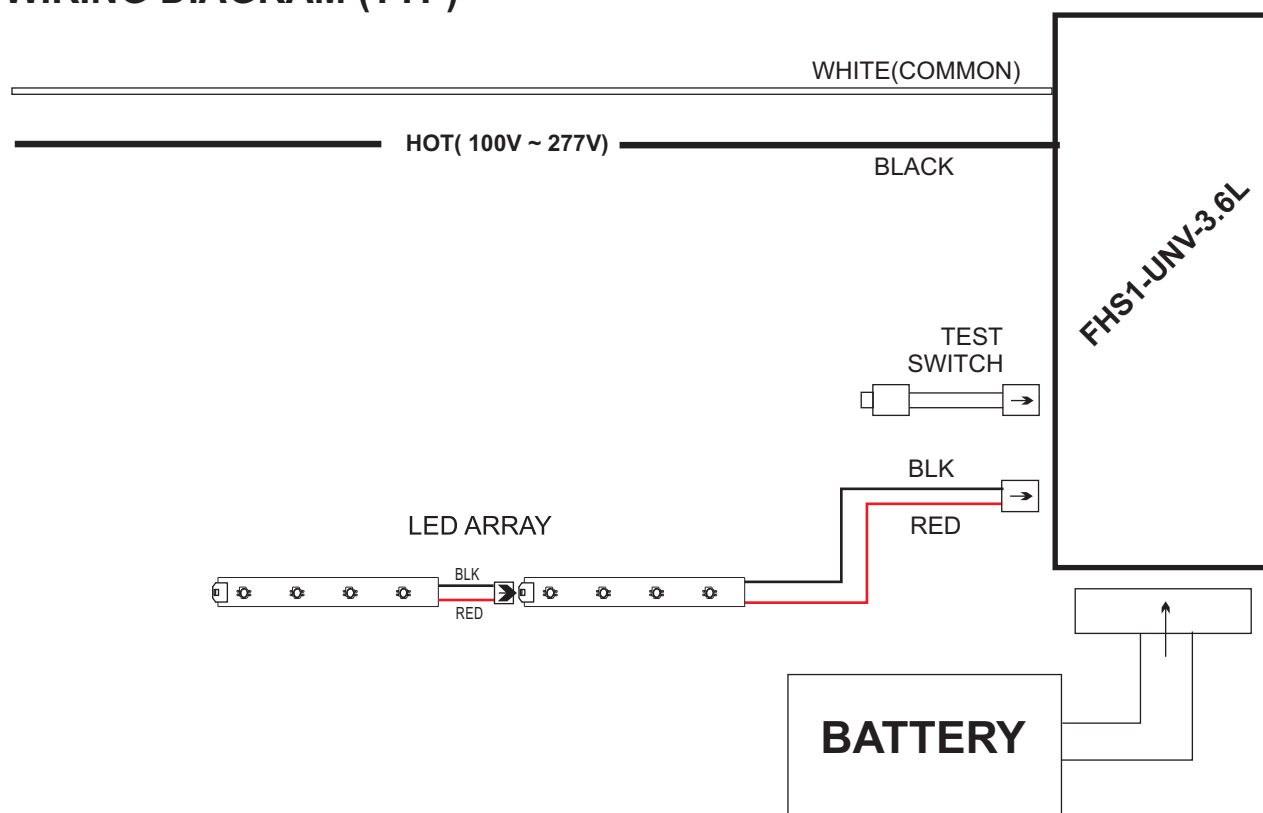 WHITE(COMMON)
HOT( 100V ~ 277V)
BLACK
FHS1-UNV-3.6L
TEST
SWITCH
BLK
RED
LED ARRAY
BLK
RED
BATTERY